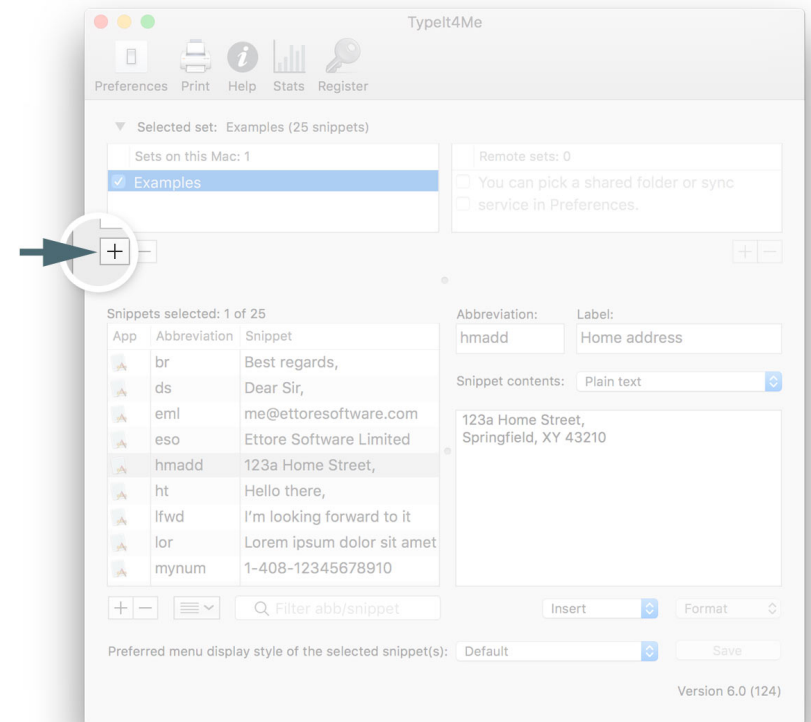 TypeIt4Me
Preferences Print Help Stats Register
Selected set: Examples (25 snippets)
Sets on this Mac: 1
Examples
Remote sets: 0
You can pick a shared folder or sync
service in Preferences.
+ −
+ −
Snippets selected: 1 of 25
App Abbreviation Snippet
br Best regards,
ds Dear Sir,
eml me@ettoresoftware.com
eso Ettore Software Limited
hmadd 123a Home Street,
ht Hello there,
lfwd I'm looking forward to it
lor Lorem ipsum dolor sit amet
mynum 1-408-12345678910
+ −
Filter abb/snippet
Abbreviation: Label:
hmadd Home address
Snippet contents: Plain text
123a Home Street,
Springfield, XY 43210
Insert Format
Preferred menu display style of the selected snippet(s): Default Save
Version 6.0 (124)